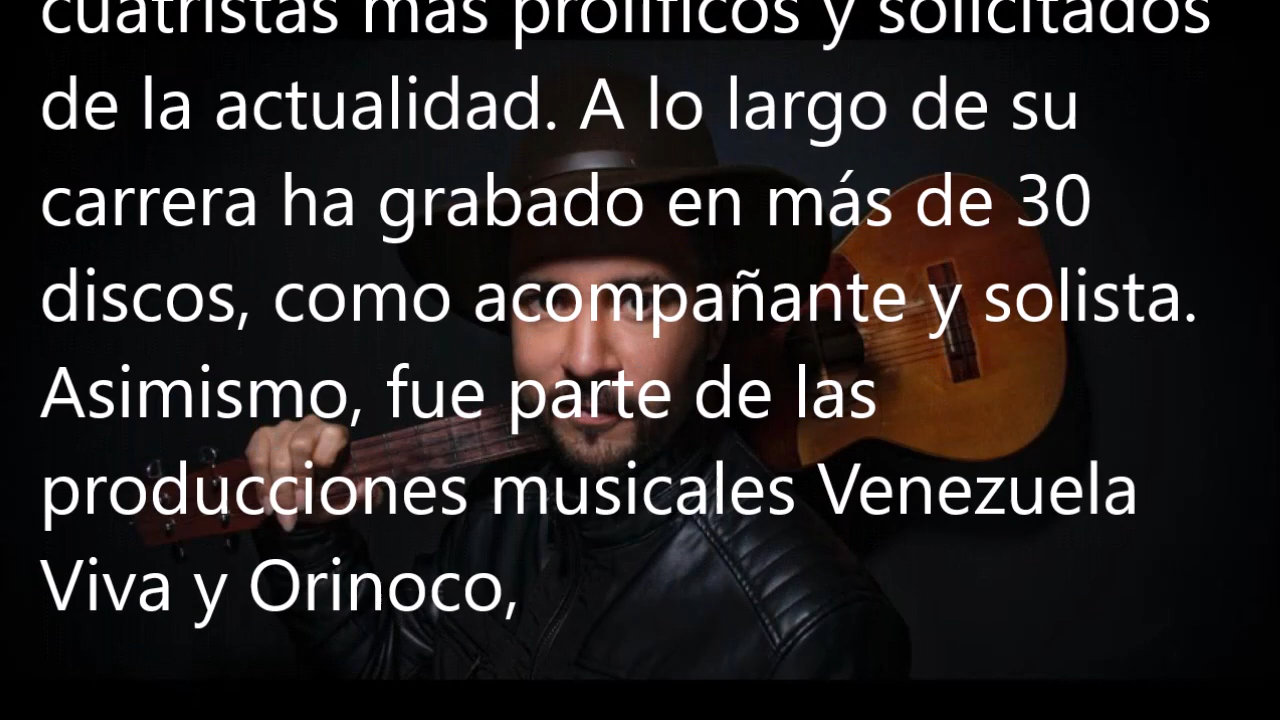 cuatristas más prolíficos y solicitados
de la actualidad. A lo largo de su
carrera ha grabado en más de 30
discos, como acompañante y solista.
Asimismo, fue parte de las
producciones musicales Venezuela
Viva y Orinoco,